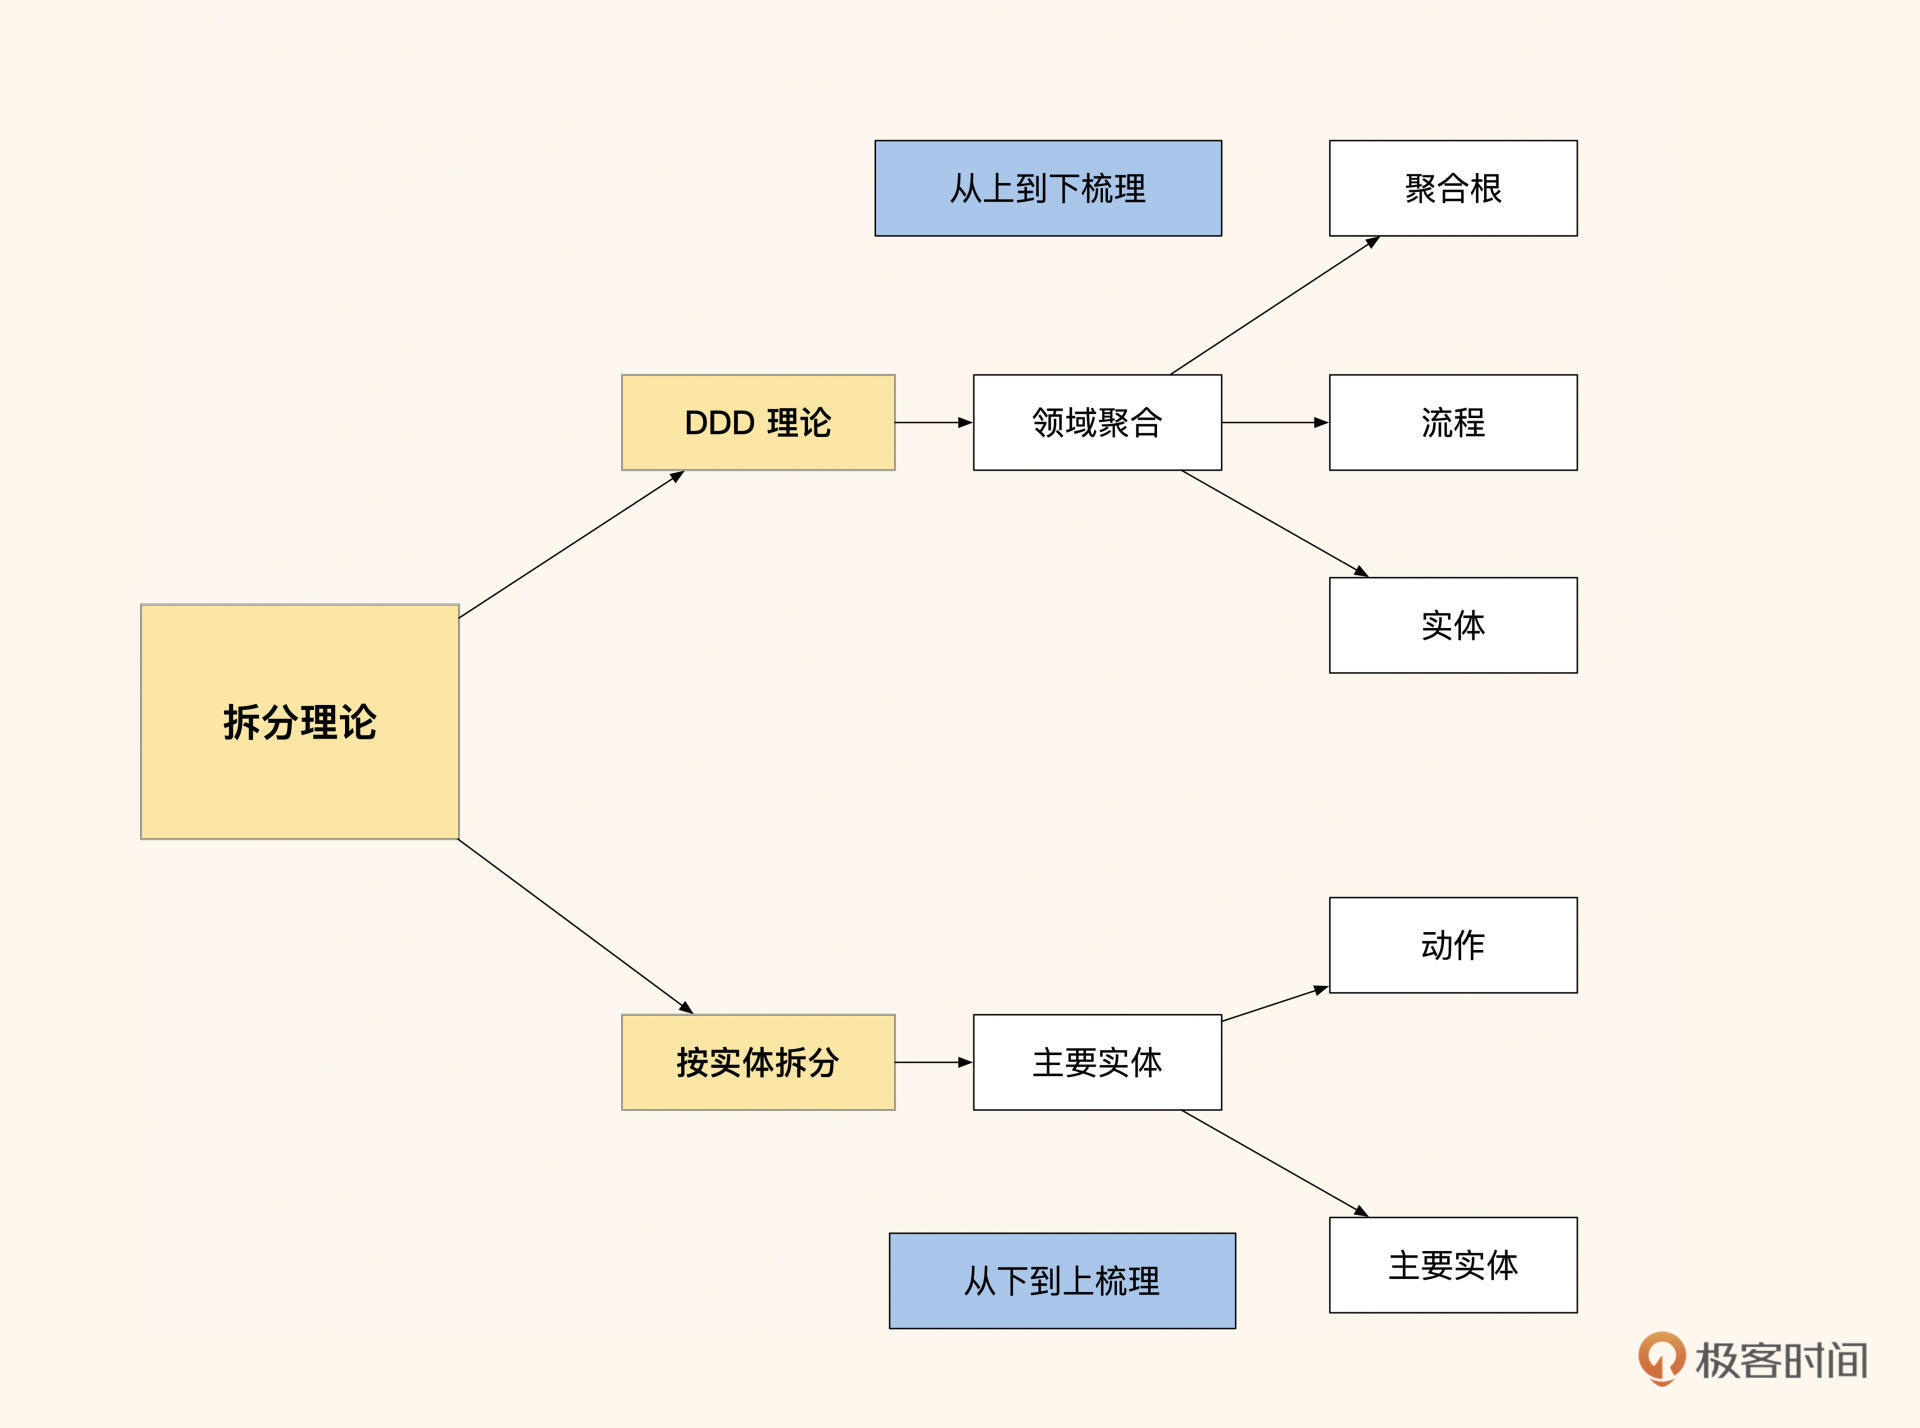 从上到下梳理
聚合根
DDD 理论
领域聚合
流程
实体
拆分理论
动作
按实体拆分
主要实体
从下到上梳理
主要实体
极客时间